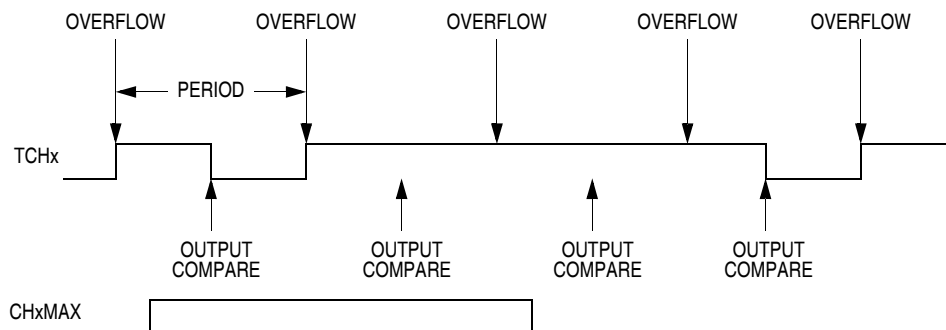 OVERFLOW OVERFLOW OVERFLOW OVERFLOW OVERFLOW
PERIOD
TCHx
OUTPUT OUTPUT OUTPUT OUTPUT
COMPARE COMPARE COMPARE COMPARE
CHxMAX